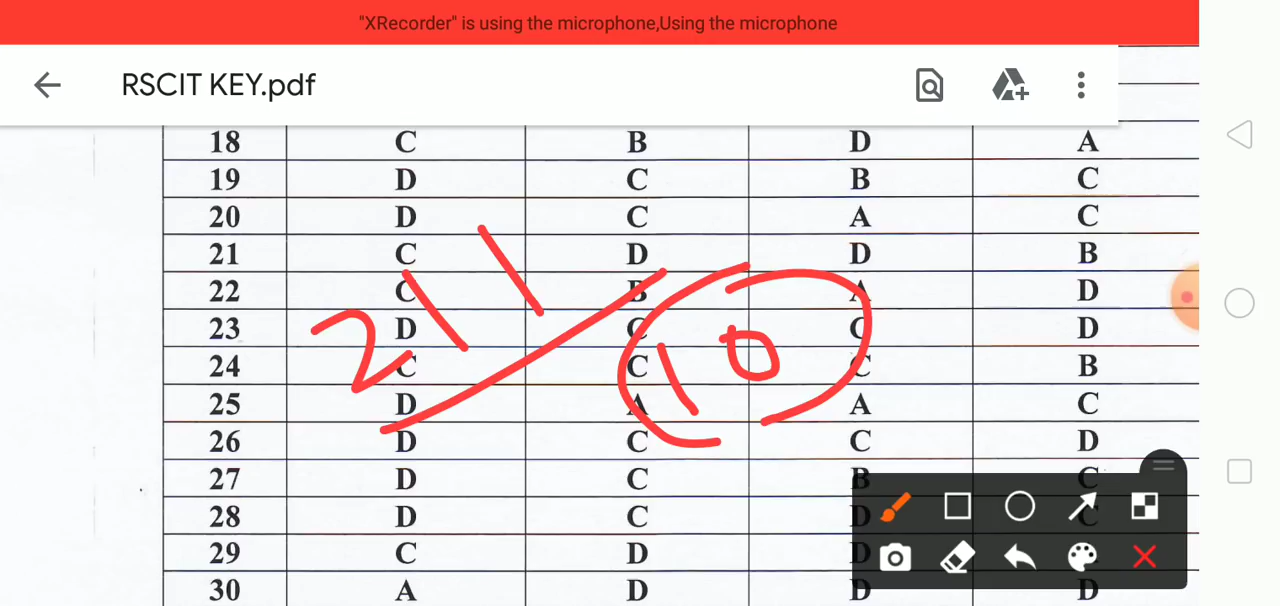 "XRecorder" is using the microphone,Using the microphone
RSCIT KEY.pdf
18 C B D A
19 D C B C
20 D C A C
21 C D D B
22 C B A D
23 D C C D
24 C C C B
25 D A A C
26 D C C D
27 D C B C
28 D C D C
29 C D D
30 A D D D
211
10